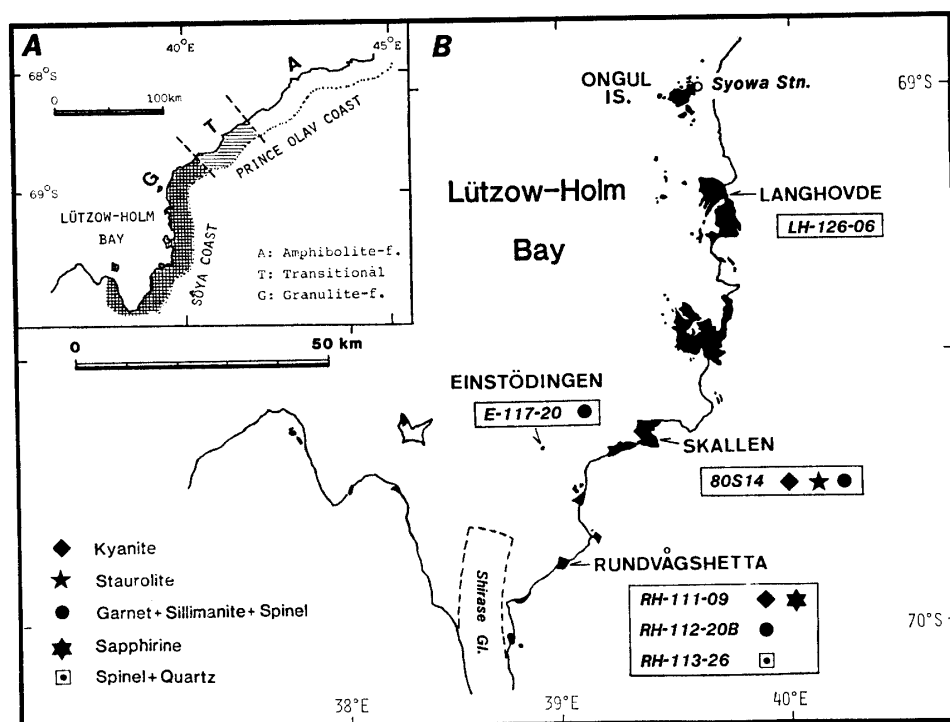 A
40°E
45°E
68°S
0 100km
A
T
G
PRINCE OLAV COAST
69°S
LÜTZOW-HOLM
BAY
SÔYA COAST
A: Amphibolite-f.
T: Transitional
G: Granulite-f.
0 50 km
B
ONGUL
IS.
Syowa Stn.
69°S
Lützow-Holm
Bay
LANGHOVDE
LH-126-06
EINSTÖDINGEN
E-117-20
SKALLEN
80S14
RUNDVÅGSHETTA
RH-111-09
RH-112-20B
RH-113-26
70°S
Shirase Gl.
Kyanite
Staurolite
Garnet+Sillimanite+Spinel
Sapphirine
Spinel+Quartz
38°E
39°E
40°E